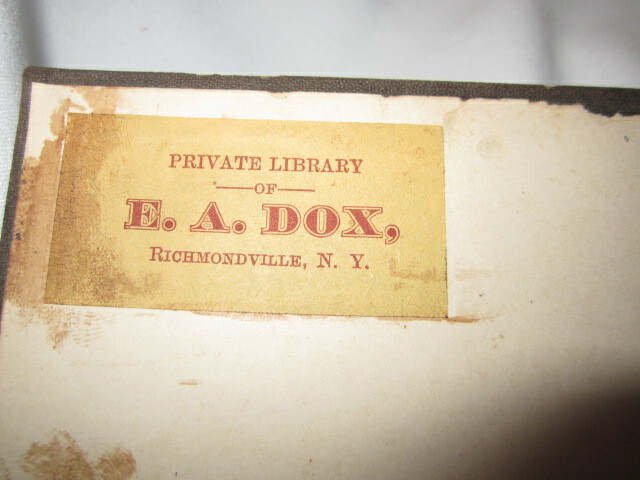 PRIVATE LIBRARY
OF
E. A. DOX,
RICHMONDVILLE, N. Y.